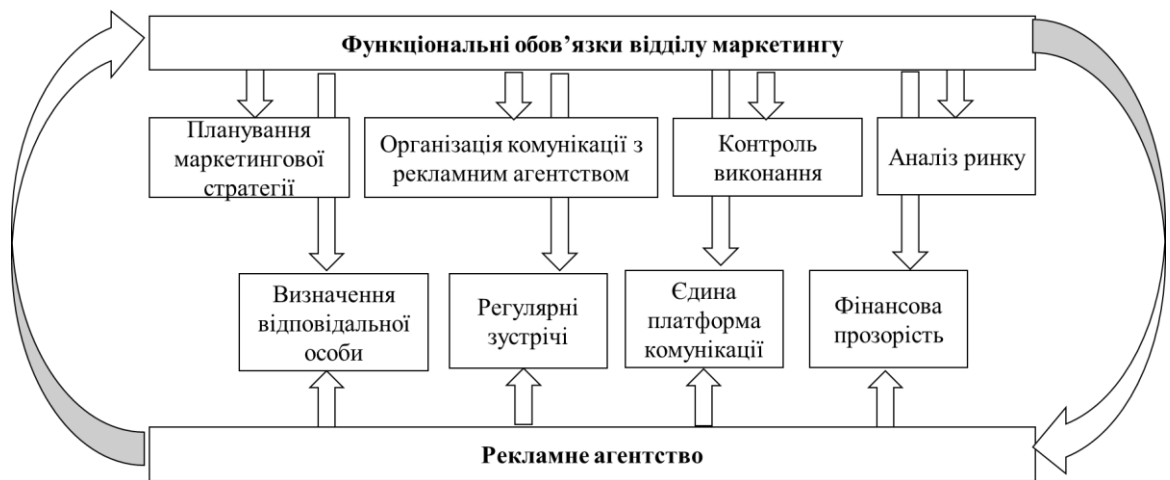 Функціональні обов’язки відділу маркетингу
Планування
маркетингової
стратегії
Організація комунікації з
рекламним агентством
Контроль
виконання
Аналіз ринку
Визначення
відповідальної
особи
Регулярні
зустрічі
Єдина
платформа
комунікації
Фінансова
прозорість
Рекламне агентство